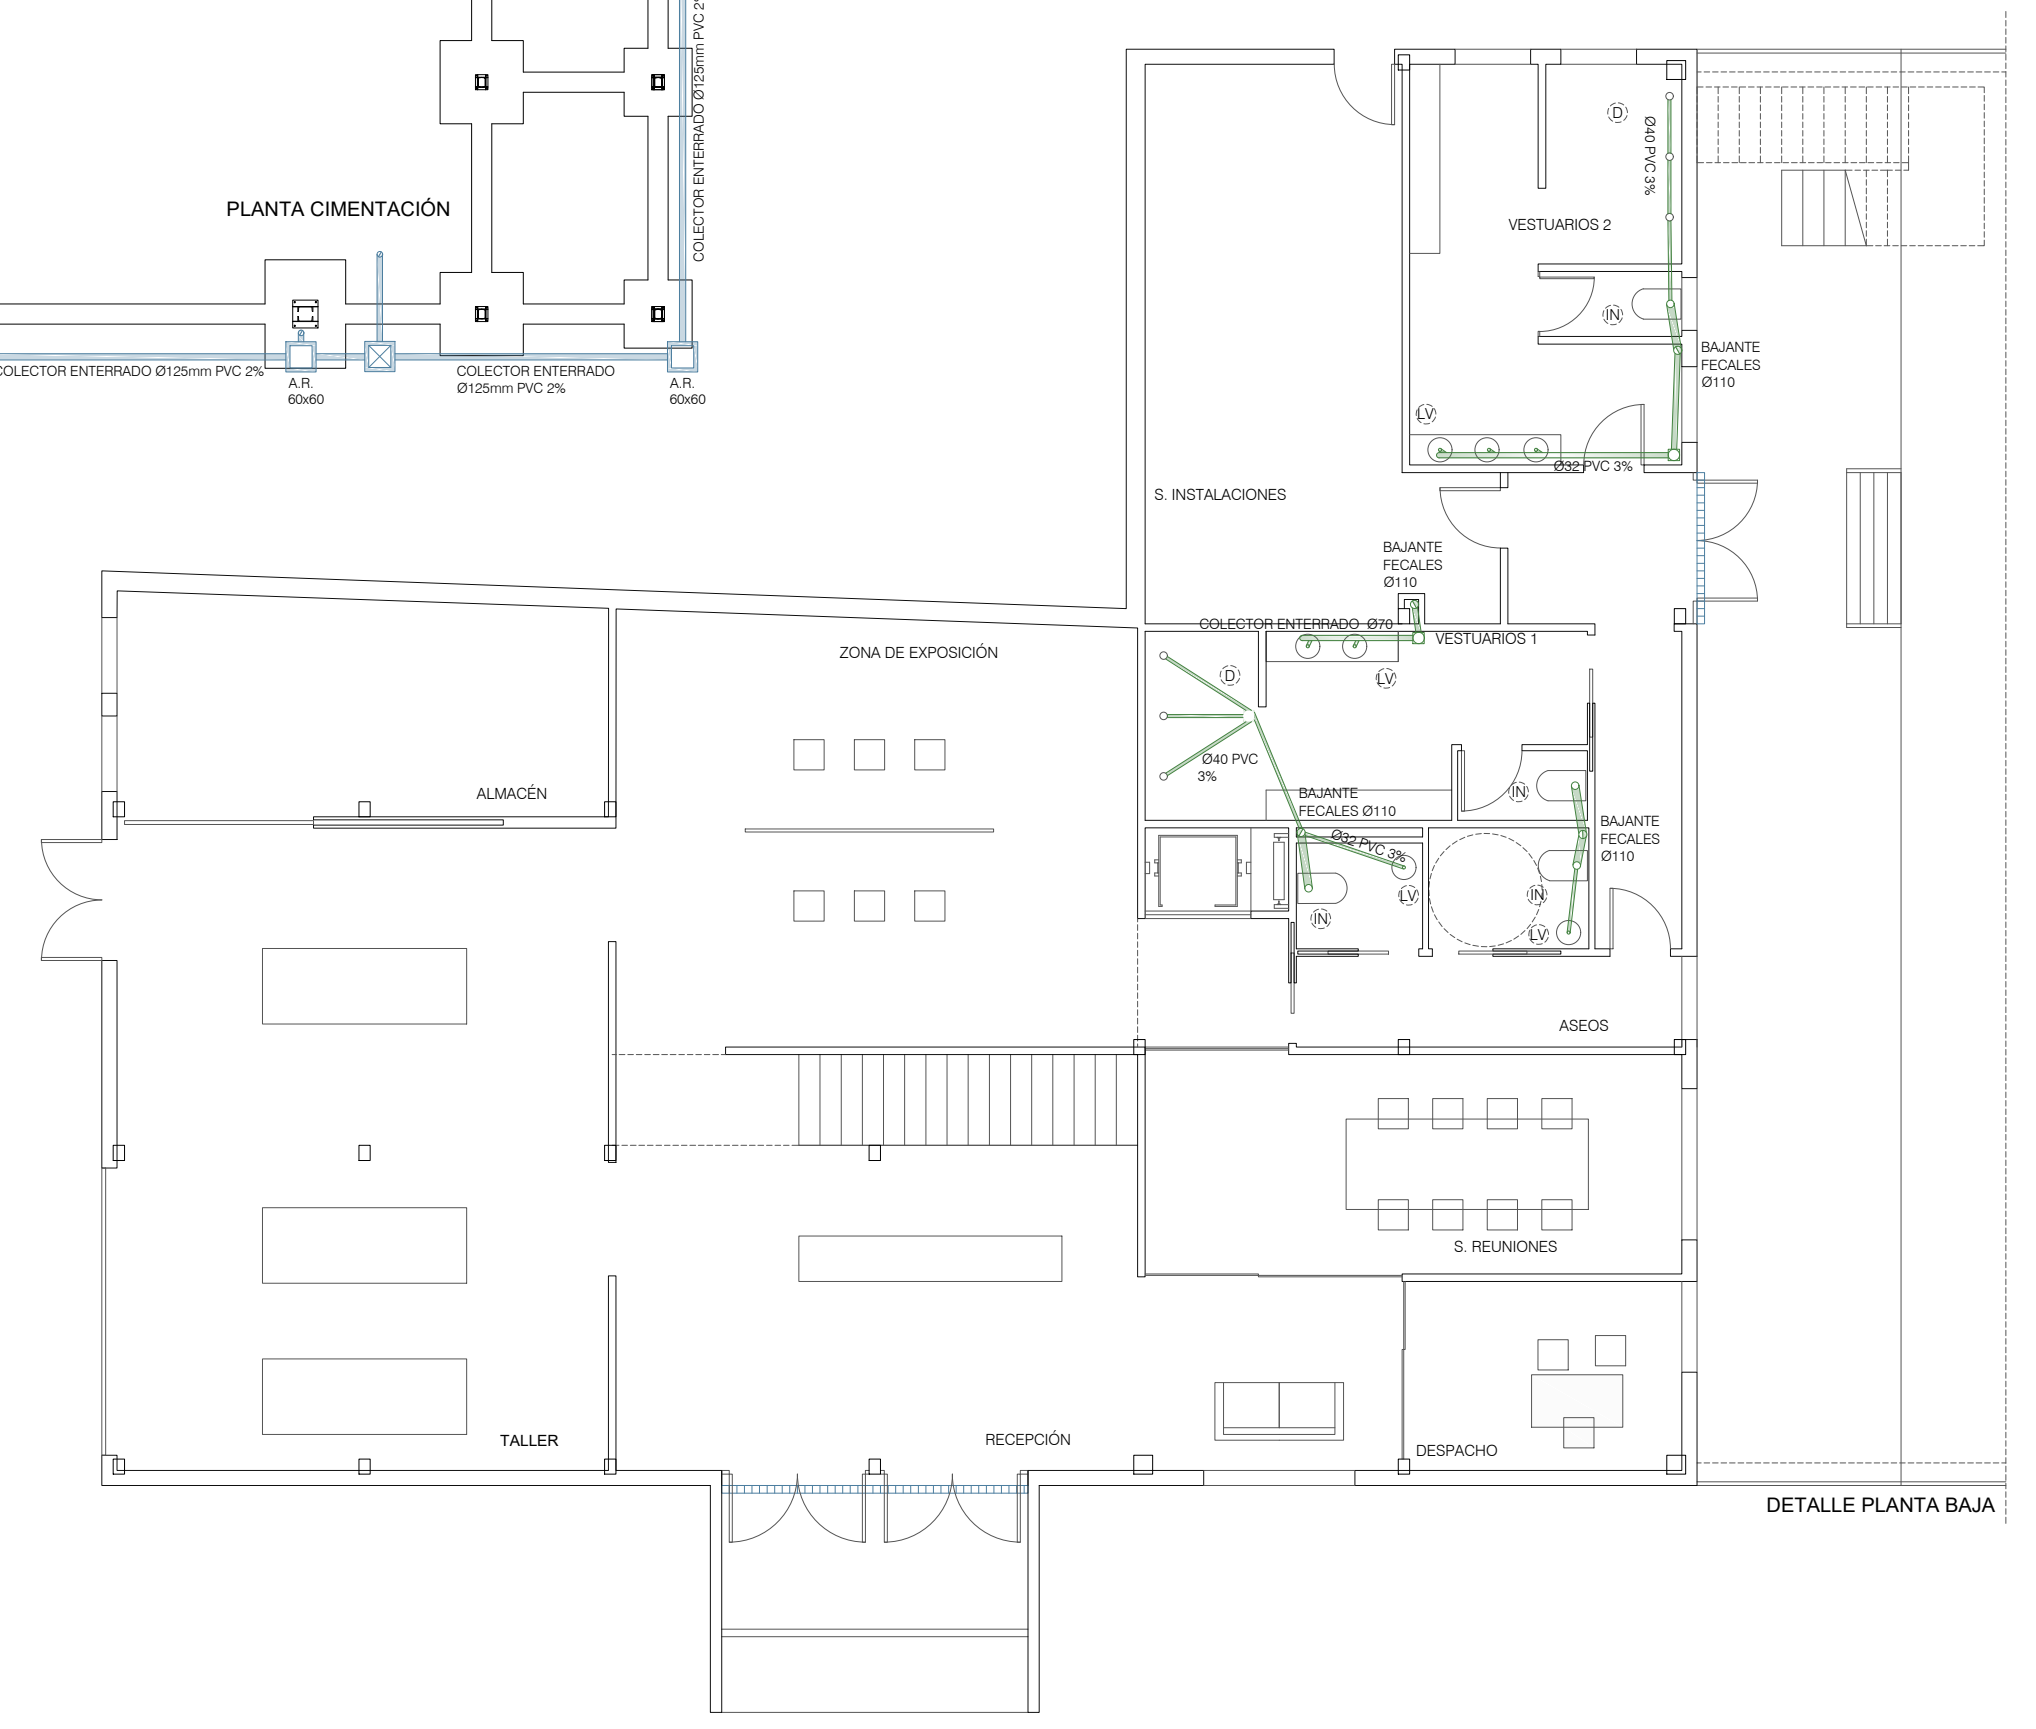 COLECTOR ENTERRADO Ø125mm PVC 2%
PLANTA CIMENTACIÓN
COLECTOR ENTERRADO Ø125mm PVC 2%
A.R.
60x60
COLECTOR ENTERRADO
Ø125mm PVC 2%
A.R.
60x60
D
Ø40 PVC 3%
VESTUARIOS 2
IN
BAJANTE
FECALES
Ø110
LV
Ø32 PVC 3%
S. INSTALACIONES
BAJANTE
FECALES
Ø110
COLECTOR ENTERRADO Ø70
VESTUARIOS 1
ZONA DE EXPOSICIÓN
D
LV
Ø40 PVC
3%
ALMACÉN
BAJANTE
FECALES Ø110
IN
BAJANTE
FECALES
Ø110
Ø32 PVC 3%
LV
IN
IN
LV
ASEOS
S. REUNIONES
TALLER
RECEPCIÓN
DESPACHO
DETALLE PLANTA BAJA